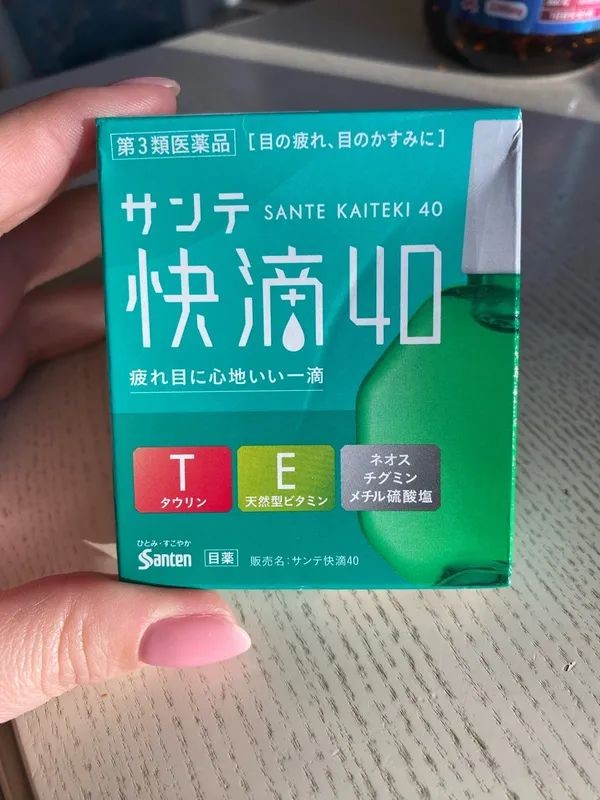 第3類医薬品 [目の疲れ、目のかすみに]
サンテ SANTE KAITEKI 40
快滴40
疲れ目に心地いい一滴
T
タウリン
E
天然型ビタミン
ネオス
チグミン
メチル硫酸塩
ひとみ・すこやか
Santen 目薬 販売名:サンテ快滴40